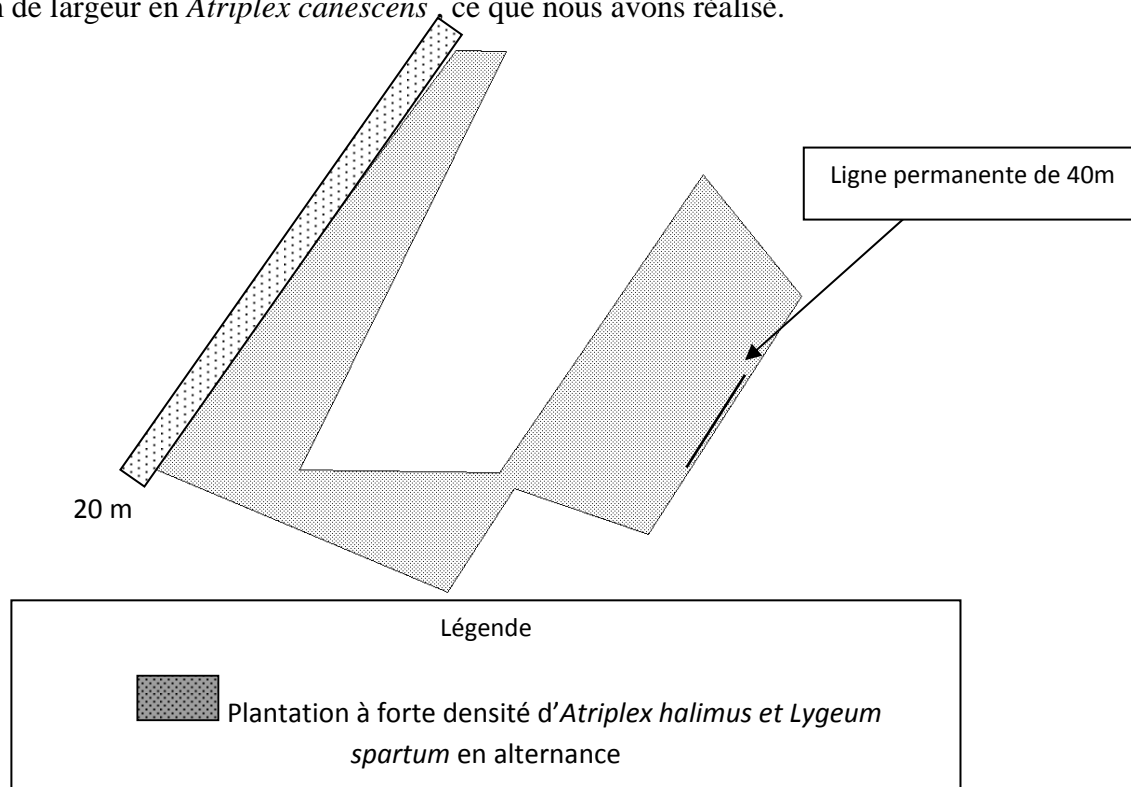 de largeur en Atriplex canescens , ce que nous avons réalisé.
Ligne permanente de 40m
20 m
Légende
Plantation à forte densité d'Atriplex halimus et Lygeum
spartum en alternance